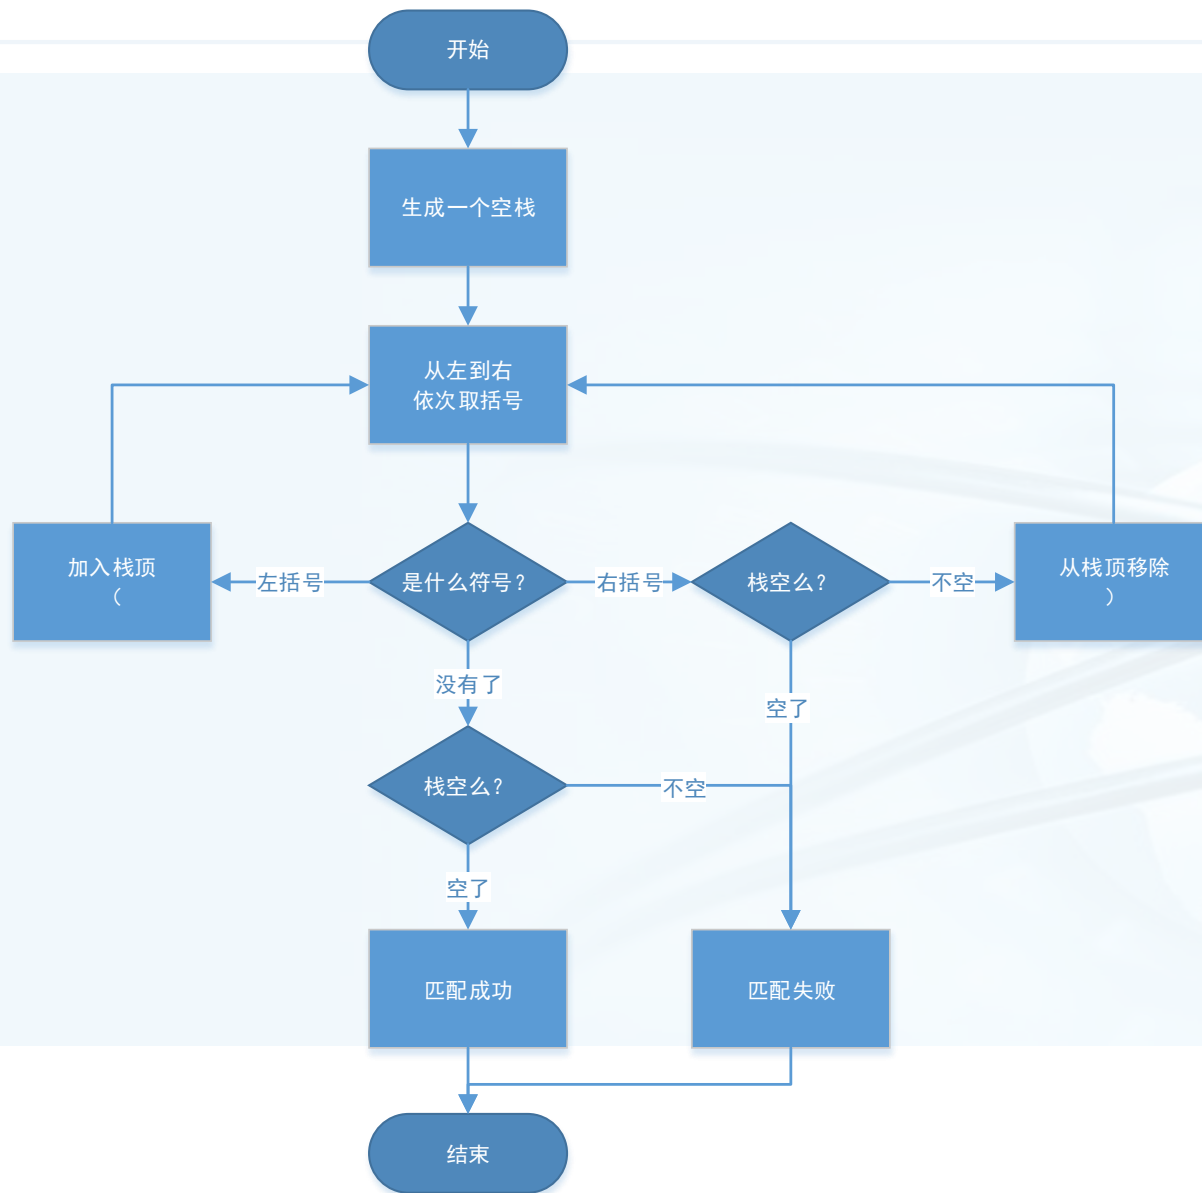 开始
生成一个空栈
从左到右
依次取括号
加入栈顶
（
左括号
是什么符号？
右括号
栈空么？
不空
从栈顶移除
）
没有了
空了
栈空么？
不空
空了
匹配成功
匹配失败
结束